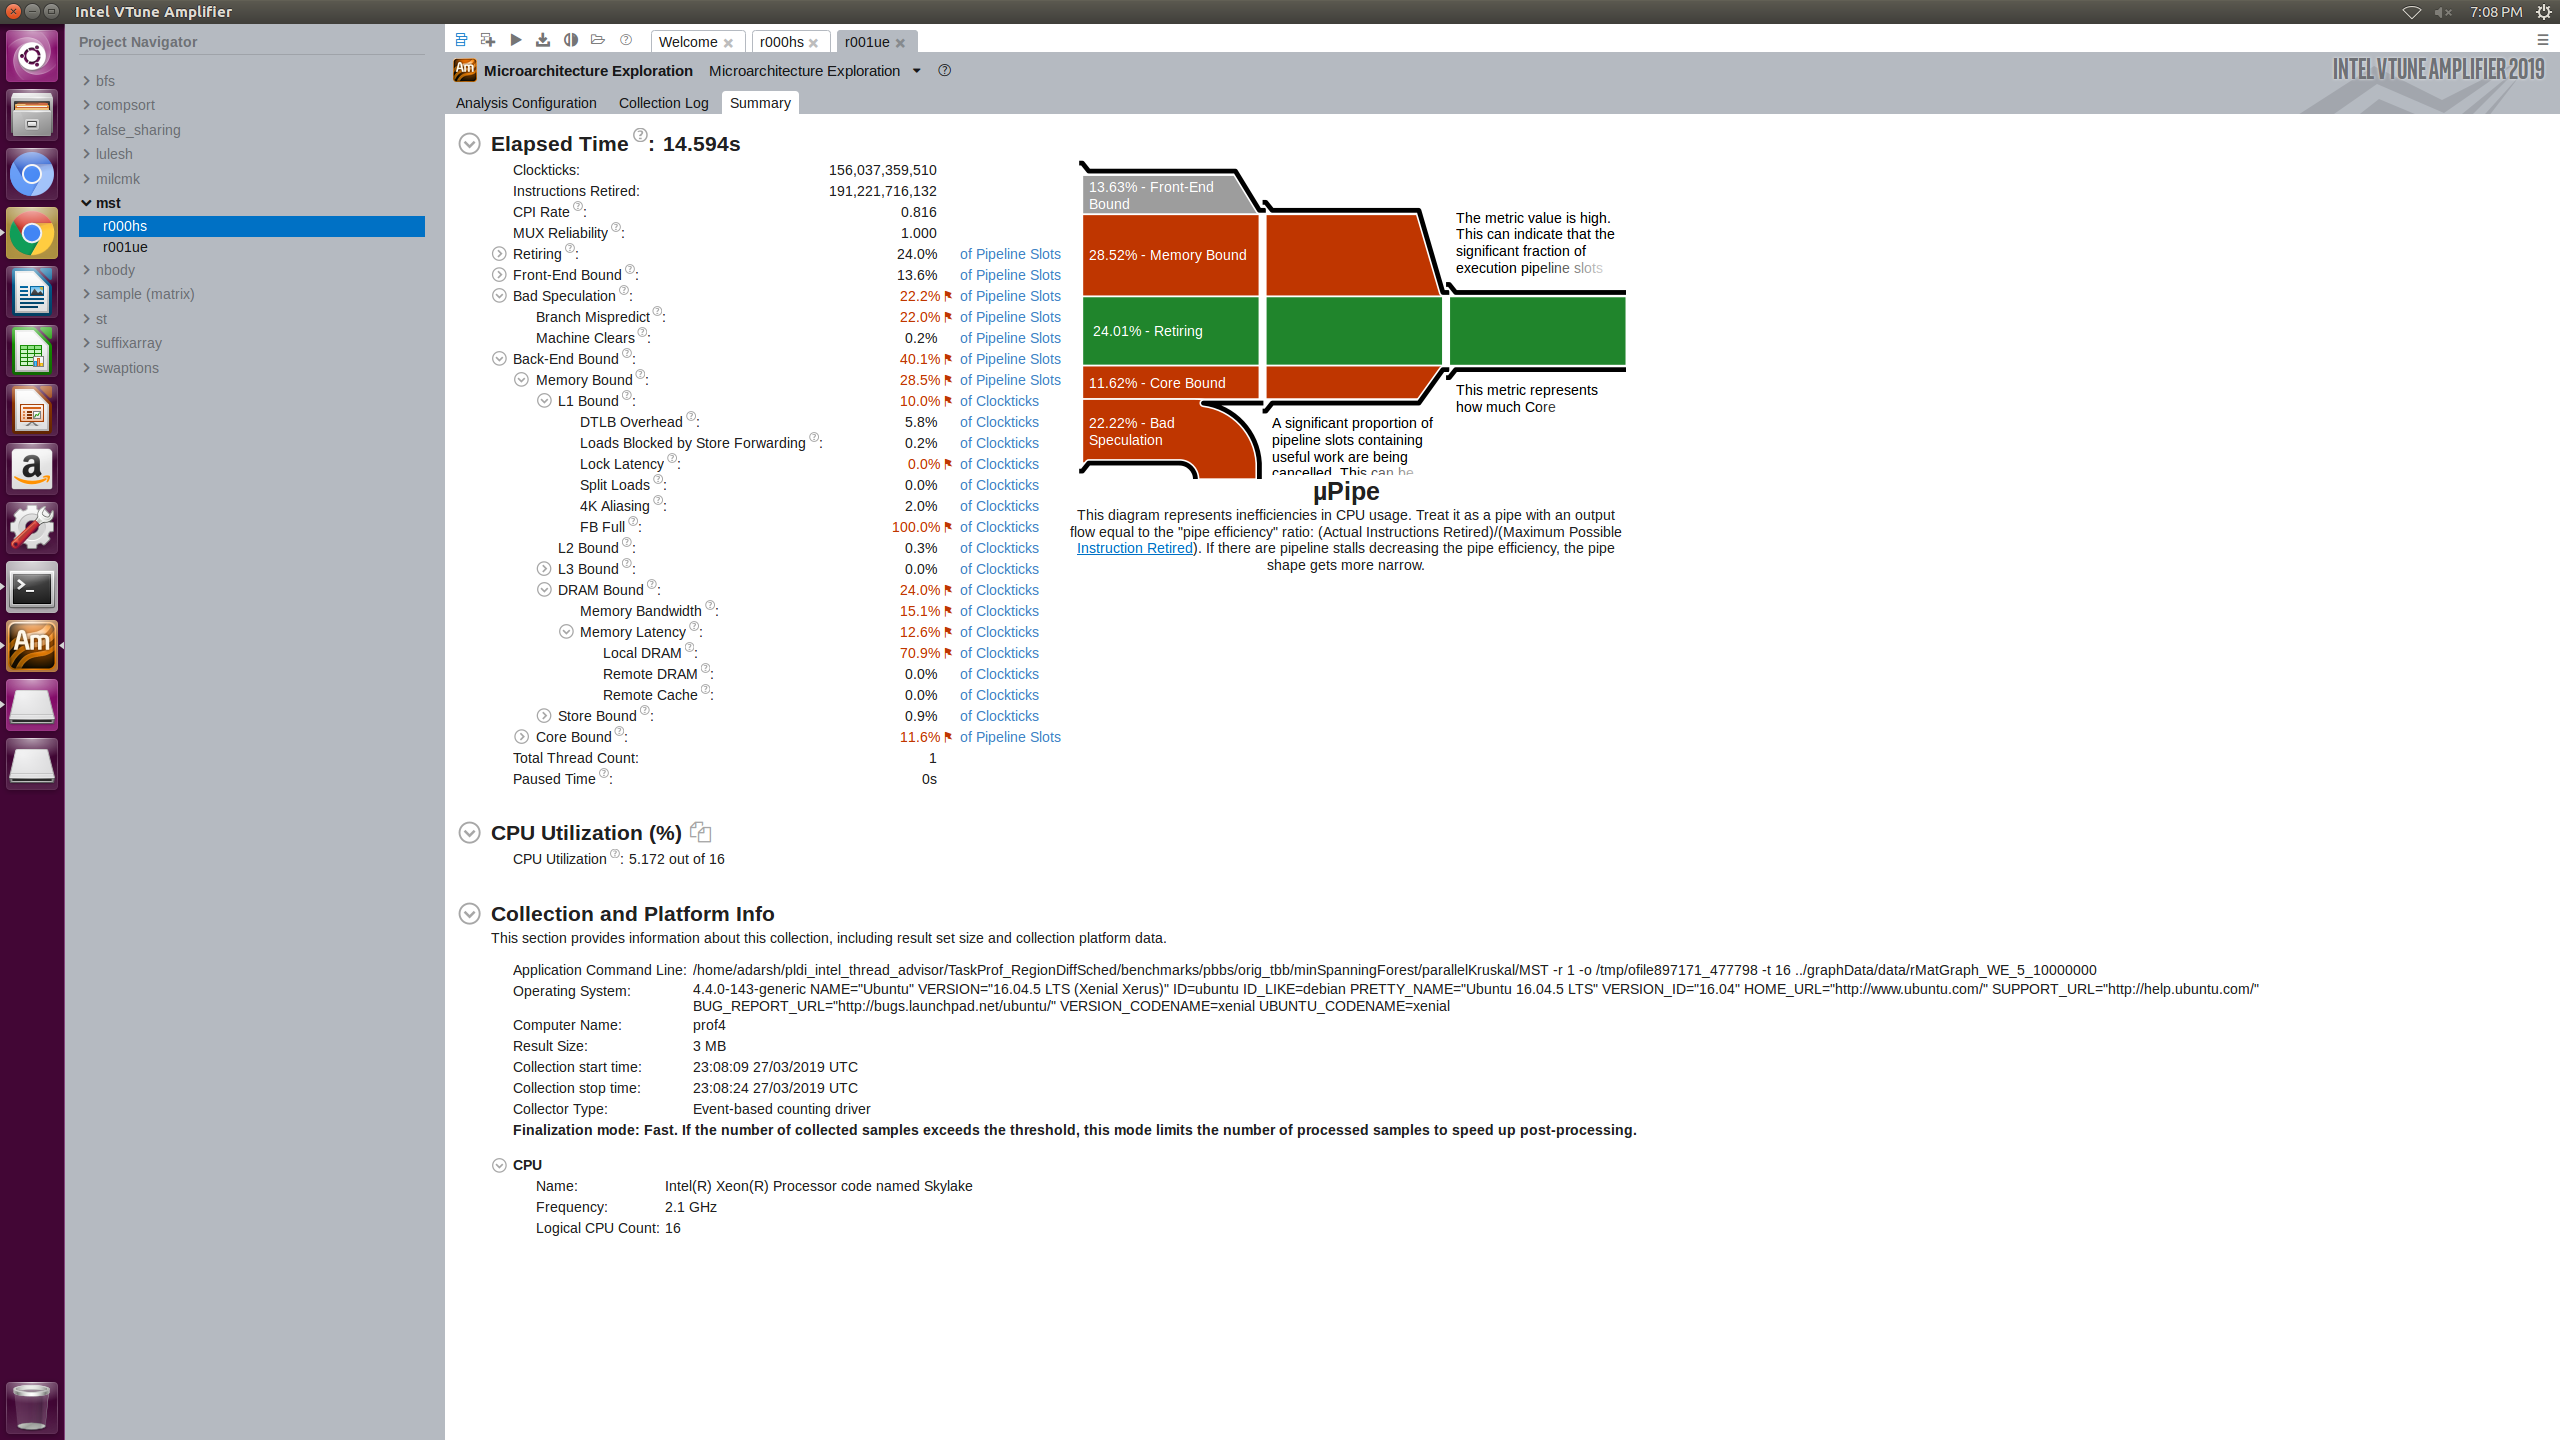 Intel VTune Amplifier
7:08 PM
Project Navigator
bfs
compsort
false_sharing
lulesh
milcmk
mst
r000hs
r001ue
nbody
sample (matrix)
st
suffixarray
swaptions
Welcome
r000hs
r001ue
Am
Microarchitecture Exploration Microarchitecture Exploration
INTEL VTUNE AMPLIFIER 2019
Analysis Configuration Collection Log Summary
Elapsed Time ? : 14.594s
Clockticks: 156,037,359,510
Instructions Retired: 191,221,716,132
CPI Rate ? : 0.816
MUX Reliability ? : 1.000
Retiring ? : 24.0% of Pipeline Slots
Front-End Bound ? : 13.6% of Pipeline Slots
Bad Speculation ? : 22.2% of Pipeline Slots
Branch Mispredict ? : 22.0% of Pipeline Slots
Machine Clears ? : 0.2% of Pipeline Slots
Back-End Bound ? : 40.1% of Pipeline Slots
Memory Bound ? : 28.5% of Pipeline Slots
L1 Bound ? : 10.0% of Clockticks
DTLB Overhead ? : 5.8% of Clockticks
Loads Blocked by Store Forwarding ? : 0.2% of Clockticks
Lock Latency ? : 0.0% of Clockticks
Split Loads ? : 0.0% of Clockticks
4K Aliasing ? : 2.0% of Clockticks
FB Full ? : 100.0% of Clockticks
L2 Bound ? : 0.3% of Clockticks
L3 Bound ? : 0.0% of Clockticks
DRAM Bound ? : 24.0% of Clockticks
Memory Bandwidth ? : 15.1% of Clockticks
Memory Latency ? : 12.6% of Clockticks
Local DRAM ? : 70.9% of Clockticks
Remote DRAM ? : 0.0% of Clockticks
Remote Cache ? : 0.0% of Clockticks
Store Bound ? : 0.9% of Clockticks
Core Bound ? : 11.6% of Pipeline Slots
Total Thread Count: 1
Paused Time ? : 0s
13.63% - Front-End
Bound
28.52% - Memory Bound
24.01% - Retiring
11.62% - Core Bound
22.22% - Bad
Speculation
The metric value is high.
This can indicate that the
significant fraction of
execution pipeline slots
This metric represents
how much Core
A significant proportion of
pipeline slots containing
useful work are being
cancelled. This can be
µPipe
This diagram represents inefficiencies in CPU usage. Treat it as a pipe with an output
flow equal to the "pipe efficiency" ratio: (Actual Instructions Retired)/(Maximum Possible
Instruction Retired). If there are pipeline stalls decreasing the pipe efficiency, the pipe
shape gets more narrow.
CPU Utilization (%)
CPU Utilization ? : 5.172 out of 16
Collection and Platform Info
This section provides information about this collection, including result set size and collection platform data.
Application Command Line: /home/adarsh/pldi_intel_thread_advisor/TaskProf_RegionDiffSched/benchmarks/pbbs/orig_tbb/minSpanningForest/parallelKruskal/MST -r 1 -o /tmp/ofile897171_477798 -t 16 ../graphData/data/rMatGraph_WE_5_10000000
Operating System: 4.4.0-143-generic NAME="Ubuntu" VERSION="16.04.5 LTS (Xenial Xerus)" ID=ubuntu ID_LIKE=debian PRETTY_NAME="Ubuntu 16.04.5 LTS" VERSION_ID="16.04" HOME_URL="http://www.ubuntu.com/" SUPPORT_URL="http://help.ubuntu.com/"
BUG_REPORT_URL="http://bugs.launchpad.net/ubuntu/" VERSION_CODENAME=xenial UBUNTU_CODENAME=xenial
Computer Name: prof4
Result Size: 3 MB
Collection start time: 23:08:09 27/03/2019 UTC
Collection stop time: 23:08:24 27/03/2019 UTC
Collector Type: Event-based counting driver
Finalization mode: Fast. If the number of collected samples exceeds the threshold, this mode limits the number of processed samples to speed up post-processing.
CPU
Name: Intel(R) Xeon(R) Processor code named Skylake
Frequency: 2.1 GHz
Logical CPU Count: 16